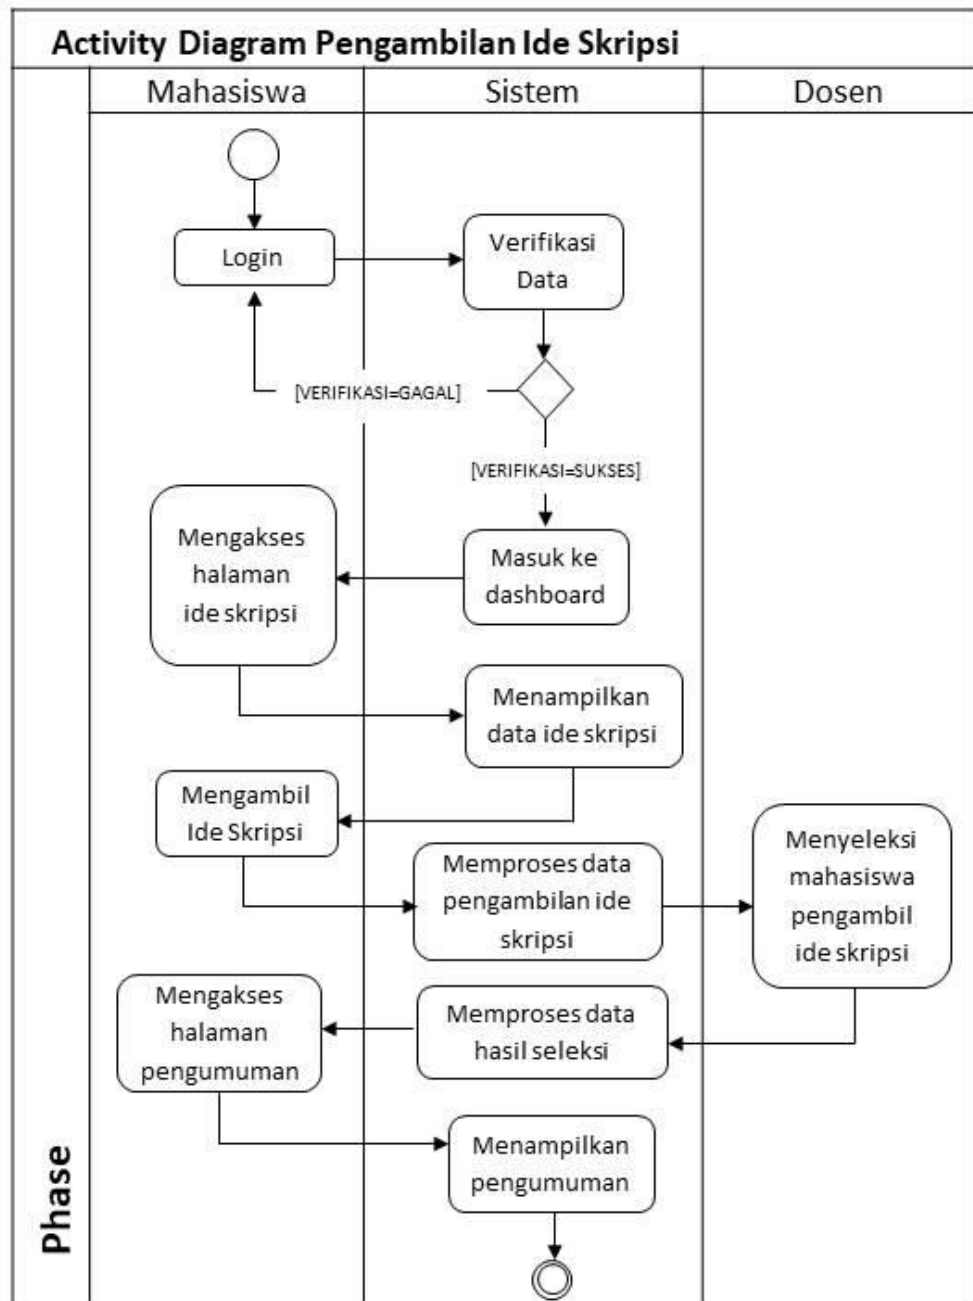 Activity Diagram Pengambilan Ide Skripsi
Mahasiswa
Sistem
Dosen
Login
Verifikasi
Data
[VERIFIKASI=GAGAL]
[VERIFIKASI=SUKSES]
Masuk ke
dashboard
Mengakses
halaman
ide skripsi
Menampilkan
data ide skripsi
Mengambil
Ide Skripsi
Memproses data
pengambilan ide
skripsi
Menyeleksi
mahasiswa
pengambil
ide skripsi
Memproses data
hasil seleksi
Mengakses
halaman
pengumuman
Menampilkan
pengumuman
Phase